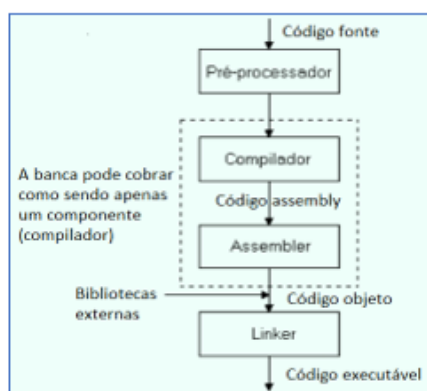 Código fonte
Pré-processador
Compilador
A banca pode cobrar
como sendo apenas
um componente
(compilador)
Código assembly
Assembler
Bibliotecas
externas
Código objeto
Linker
Código executável